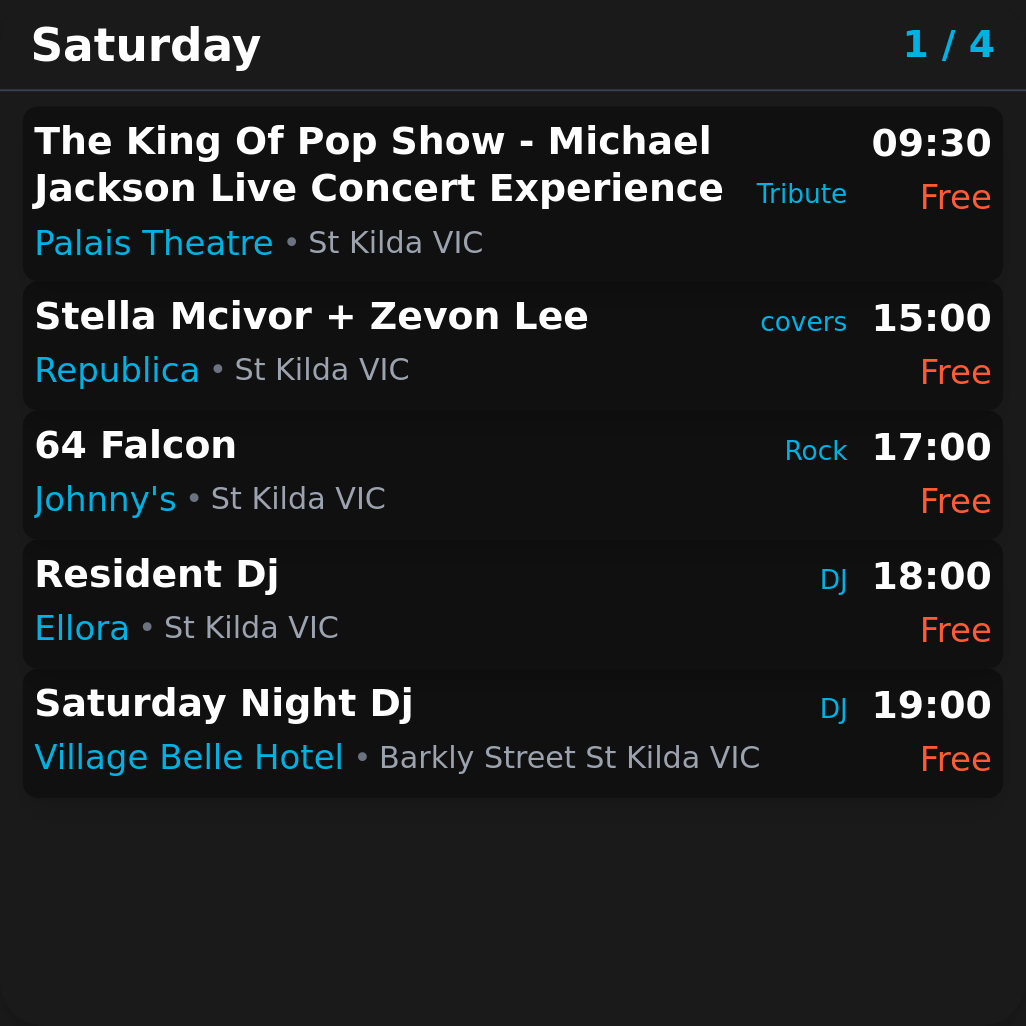 Saturday 1 / 4
The King Of Pop Show - Michael 09:30
Jackson Live Concert Experience Tribute Free
Palais Theatre • St Kilda VIC
Stella Mcivor + Zevon Lee covers 15:00
Republica • St Kilda VIC Free
64 Falcon Rock 17:00
Johnny's • St Kilda VIC Free
Resident Dj DJ 18:00
Ellora • St Kilda VIC Free
Saturday Night Dj DJ 19:00
Village Belle Hotel • Barkly Street St Kilda VIC Free